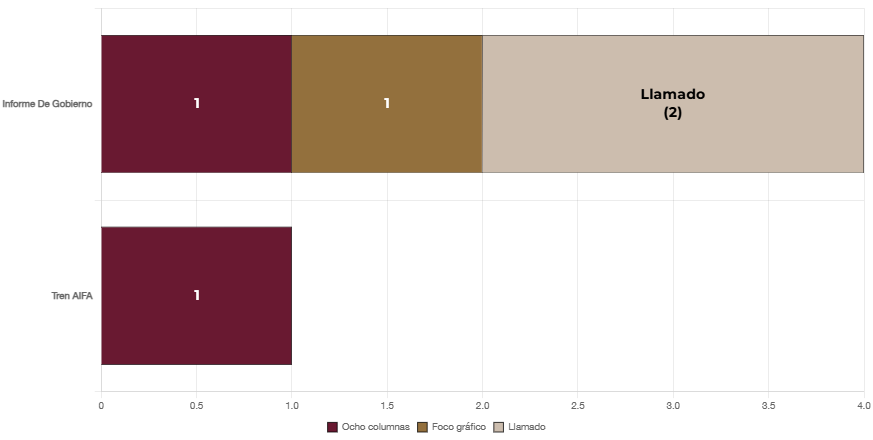 Informe De Gobierno
1
1
Llamado
(2)
Tren AIFA
1
0 0.5 1.0 1.5 2.0 2.5 3.0 3.5 4.0
Ocho columnas Foco gráfico Llamado